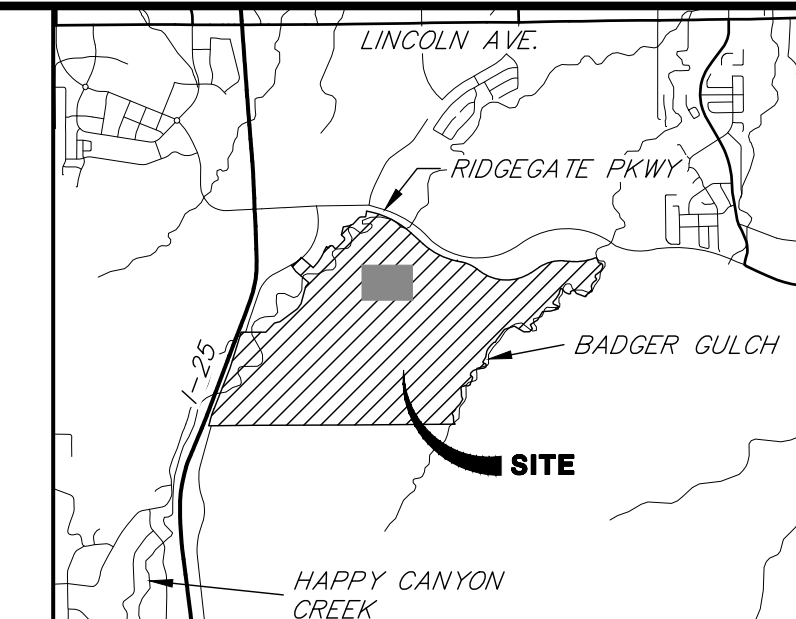 LINCOLN AVE.
RIDGEGATE PKWY
I-25
BADGER GULCH
SITE
HAPPY CANYON
CREEK